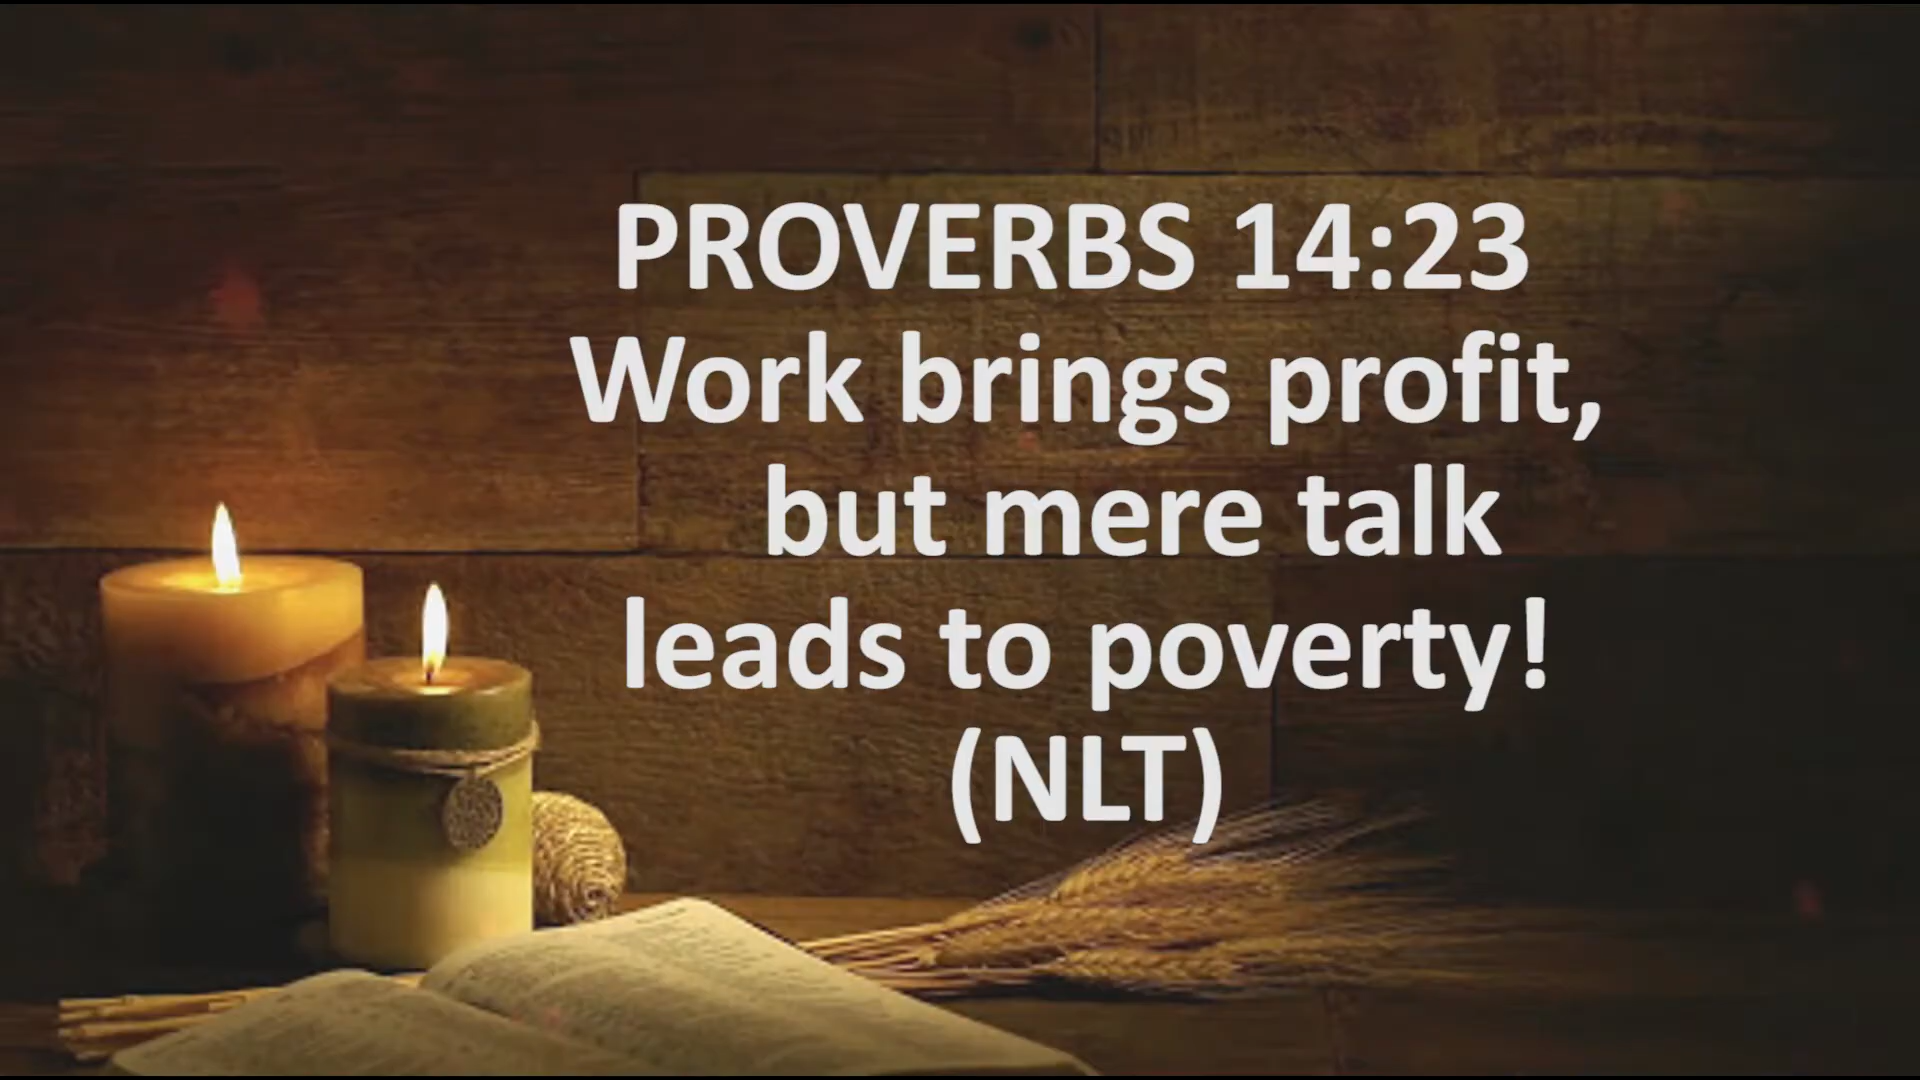 PROVERBS 14:23
Work brings profit,
but mere talk
leads to poverty!
(NLT)